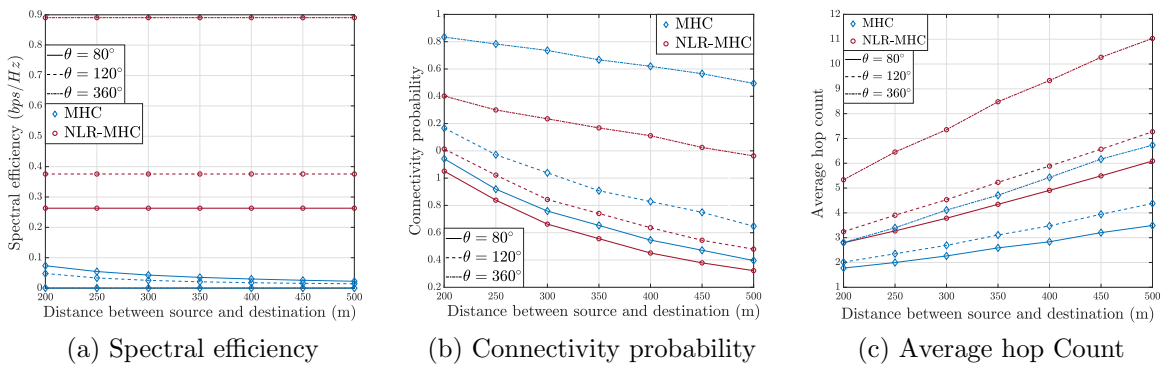 0.9
0.8
0.7
0.6
0.5
0.4
0.3
0.2
0.1
0
Spectral efficiency (bps/Hz)
θ = 80°
θ = 120°
θ = 360°
MHC
NLR-MHC
200 250 300 350 400 450 500
Distance between source and destination (m)
(a) Spectral efficiency
1
0.8
0.4
0
1
0.6
0.4
0.2
Connectivity probability
Connectivity probability
MHC
NLR-MHC
θ = 80°
θ = 120°
θ = 360°
200 250 300 350 400 450 500
Distance between source and destination (m)
(b) Connectivity probability
12
11
10
9
8
7
6
5
4
3
2
1
Average hop count
MHC
NLR-MHC
θ = 80°
θ = 120°
θ = 360°
200 250 300 350 400 450 500
Distance between source and destination (m)
(c) Average hop Count